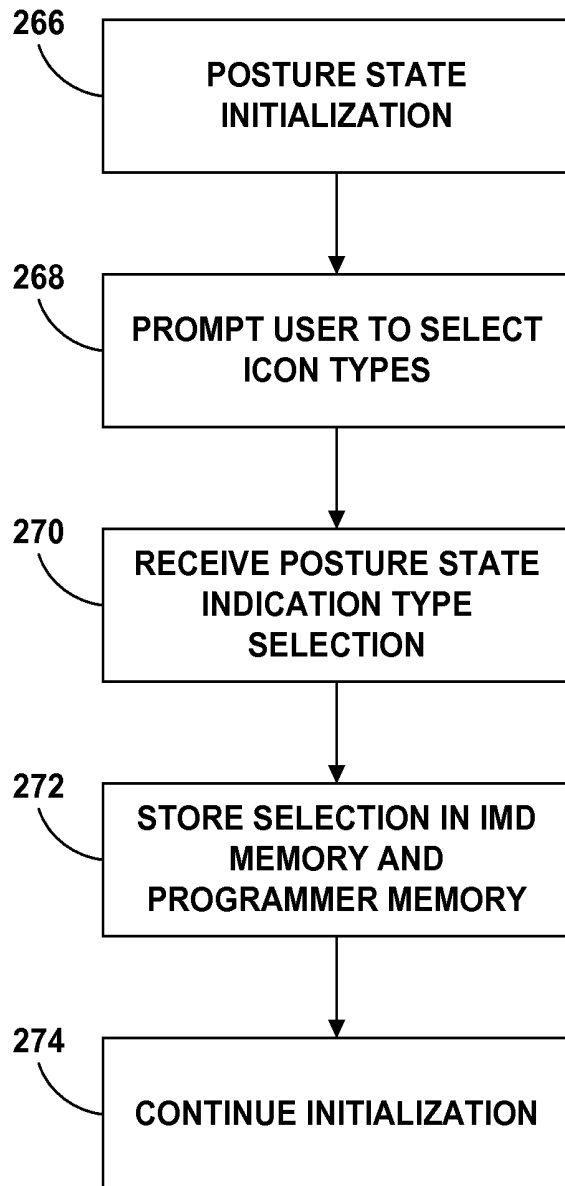 266
POSTURE STATE
INITIALIZATION
268
PROMPT USER TO SELECT
ICON TYPES
270
RECEIVE POSTURE STATE
INDICATION TYPE
SELECTION
272
STORE SELECTION IN IMD
MEMORY AND
PROGRAMMER MEMORY
274
CONTINUE INITIALIZATION